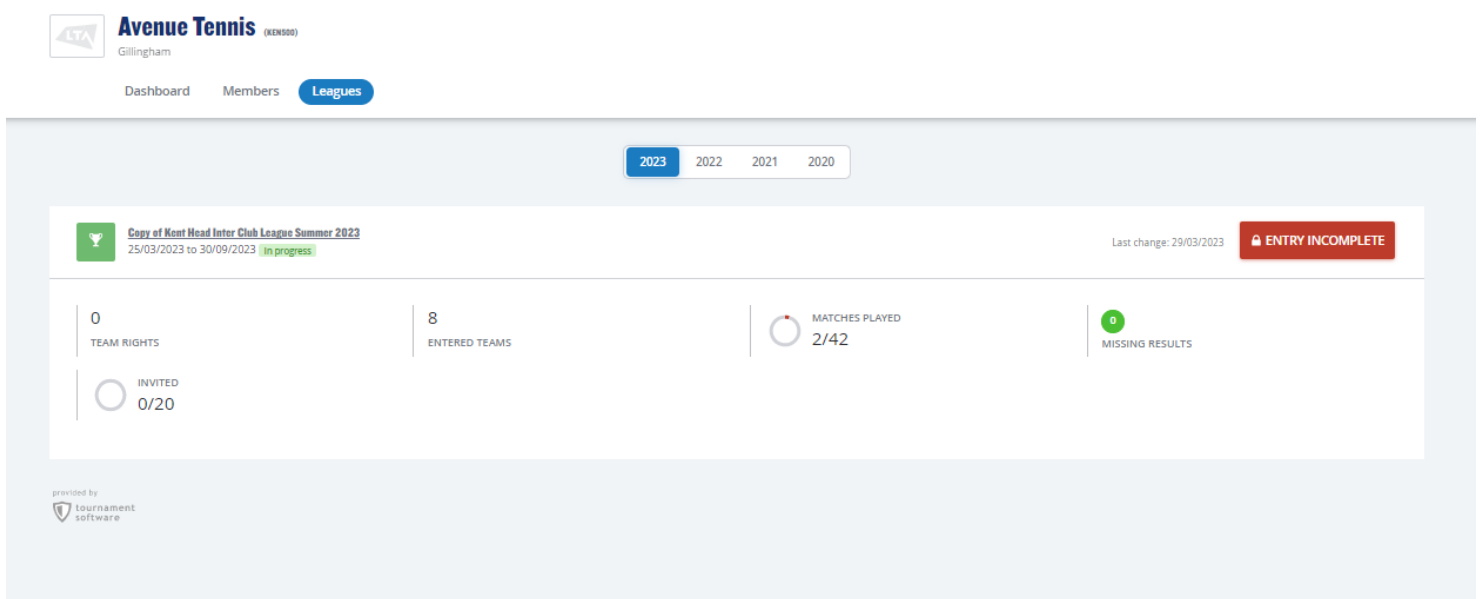 LTA
Avenue Tennis (KEN500)
Gillingham
Dashboard Members Leagues
2023 2022 2021 2020
Copy of Kent Head Inter Club League Summer 2023
25/03/2023 to 30/09/2023 In progress
Last change: 29/03/2023 ENTRY INCOMPLETE
0
TEAM RIGHTS
8
ENTERED TEAMS
MATCHES PLAYED
2/42
0
MISSING RESULTS
INVITED
0/20
provided by
tournament
software